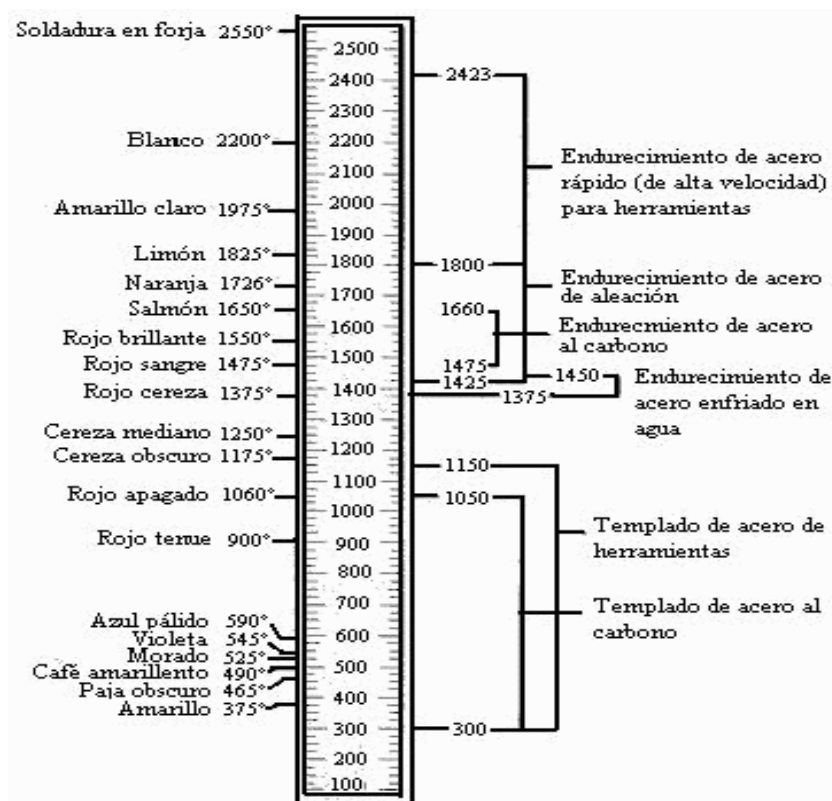 Soldadura en forja 2550°
Blanco 2200°
Amarillo claro 1975°
Limón 1825°
Naranja 1726°
Salmón 1650°
Rojo brillante 1550°
Rojo sangre 1475°
Rojo cereza 1375°
Cereza mediano 1250°
Cereza obscuro 1175°
Rojo apagado 1060°
Rojo tenue 900°
Azul pálido 590°
Violeta 545°
Morado 525°
Café amarillento 490°
Paja obscuro 465°
Amarillo 375°
2500
2400
2300
2200
2100
2000
1900
1800
1700
1600
1500
1400
1300
1200
1100
1000
900
800
700
600
500
400
300
200
100
2423
Endurecimiento de acero
rápido (de alta velocidad)
para herramientas
1800
Endurecimiento de acero
de aleación
1660
Endurecmiento de acero
al carbono
1475
1425
1450
1375
Endurecimiento de
acero enfriado en
agua
1150
1050
Templado de acero de
herramientas
Templado de acero al
carbono
300